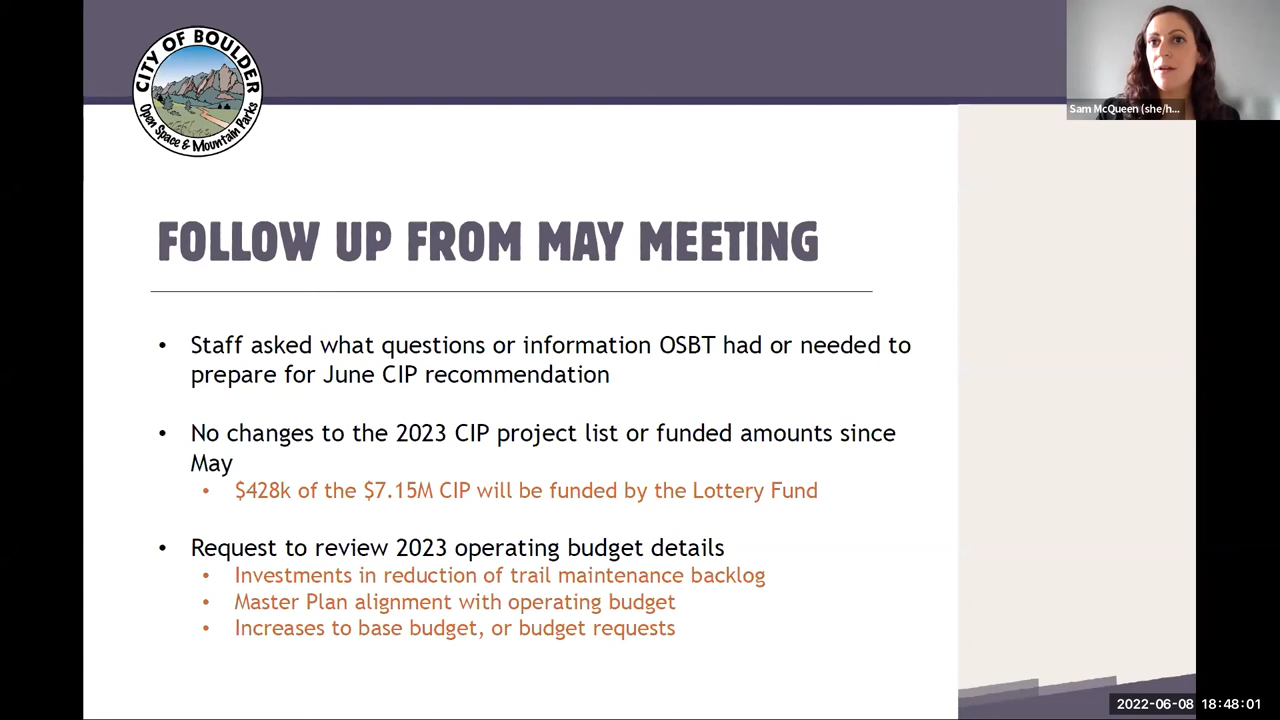 CITY OF BOULDER
Open Space & Mountain Parks
Sam McQueen (she/h...
FOLLOW UP FROM MAY MEETING
• Staff asked what questions or information OSBT had or needed to
prepare for June CIP recommendation
• No changes to the 2023 CIP project list or funded amounts since
May
• $428k of the $7.15M CIP will be funded by the Lottery Fund
• Request to review 2023 operating budget details
• Investments in reduction of trail maintenance backlog
• Master Plan alignment with operating budget
• Increases to base budget, or budget requests
2022-06-08 18:48:01